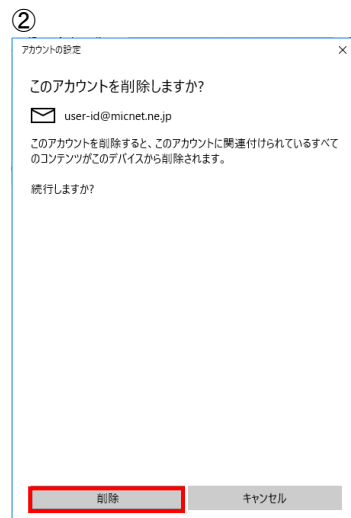 ②
アカウントの設定
このアカウントを削除しますか?
user-id@micnet.ne.jp
このアカウントを削除すると、このアカウントに関連付けられているすべて
のコンテンツがこのデバイスから削除されます。
続行しますか?
削除 キャンセル